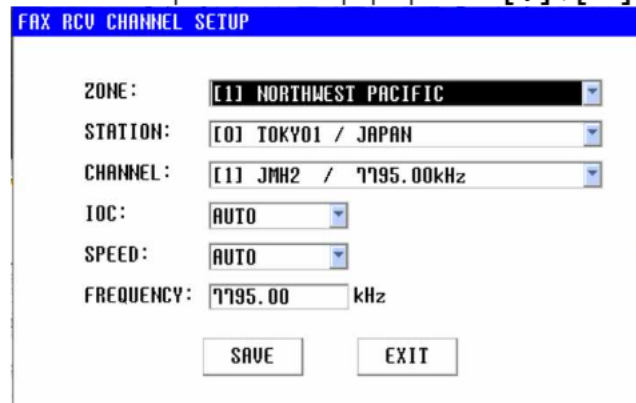 FAX RCV CHANNEL SETUP
ZONE: [1] NORTHWEST PACIFIC
STATION: [0] TOKYO1 / JAPAN
CHANNEL: [1] JMH2 / 7795.00kHz
IOC: AUTO
SPEED: AUTO
FREQUENCY: 7795.00 kHz
SAVE EXIT